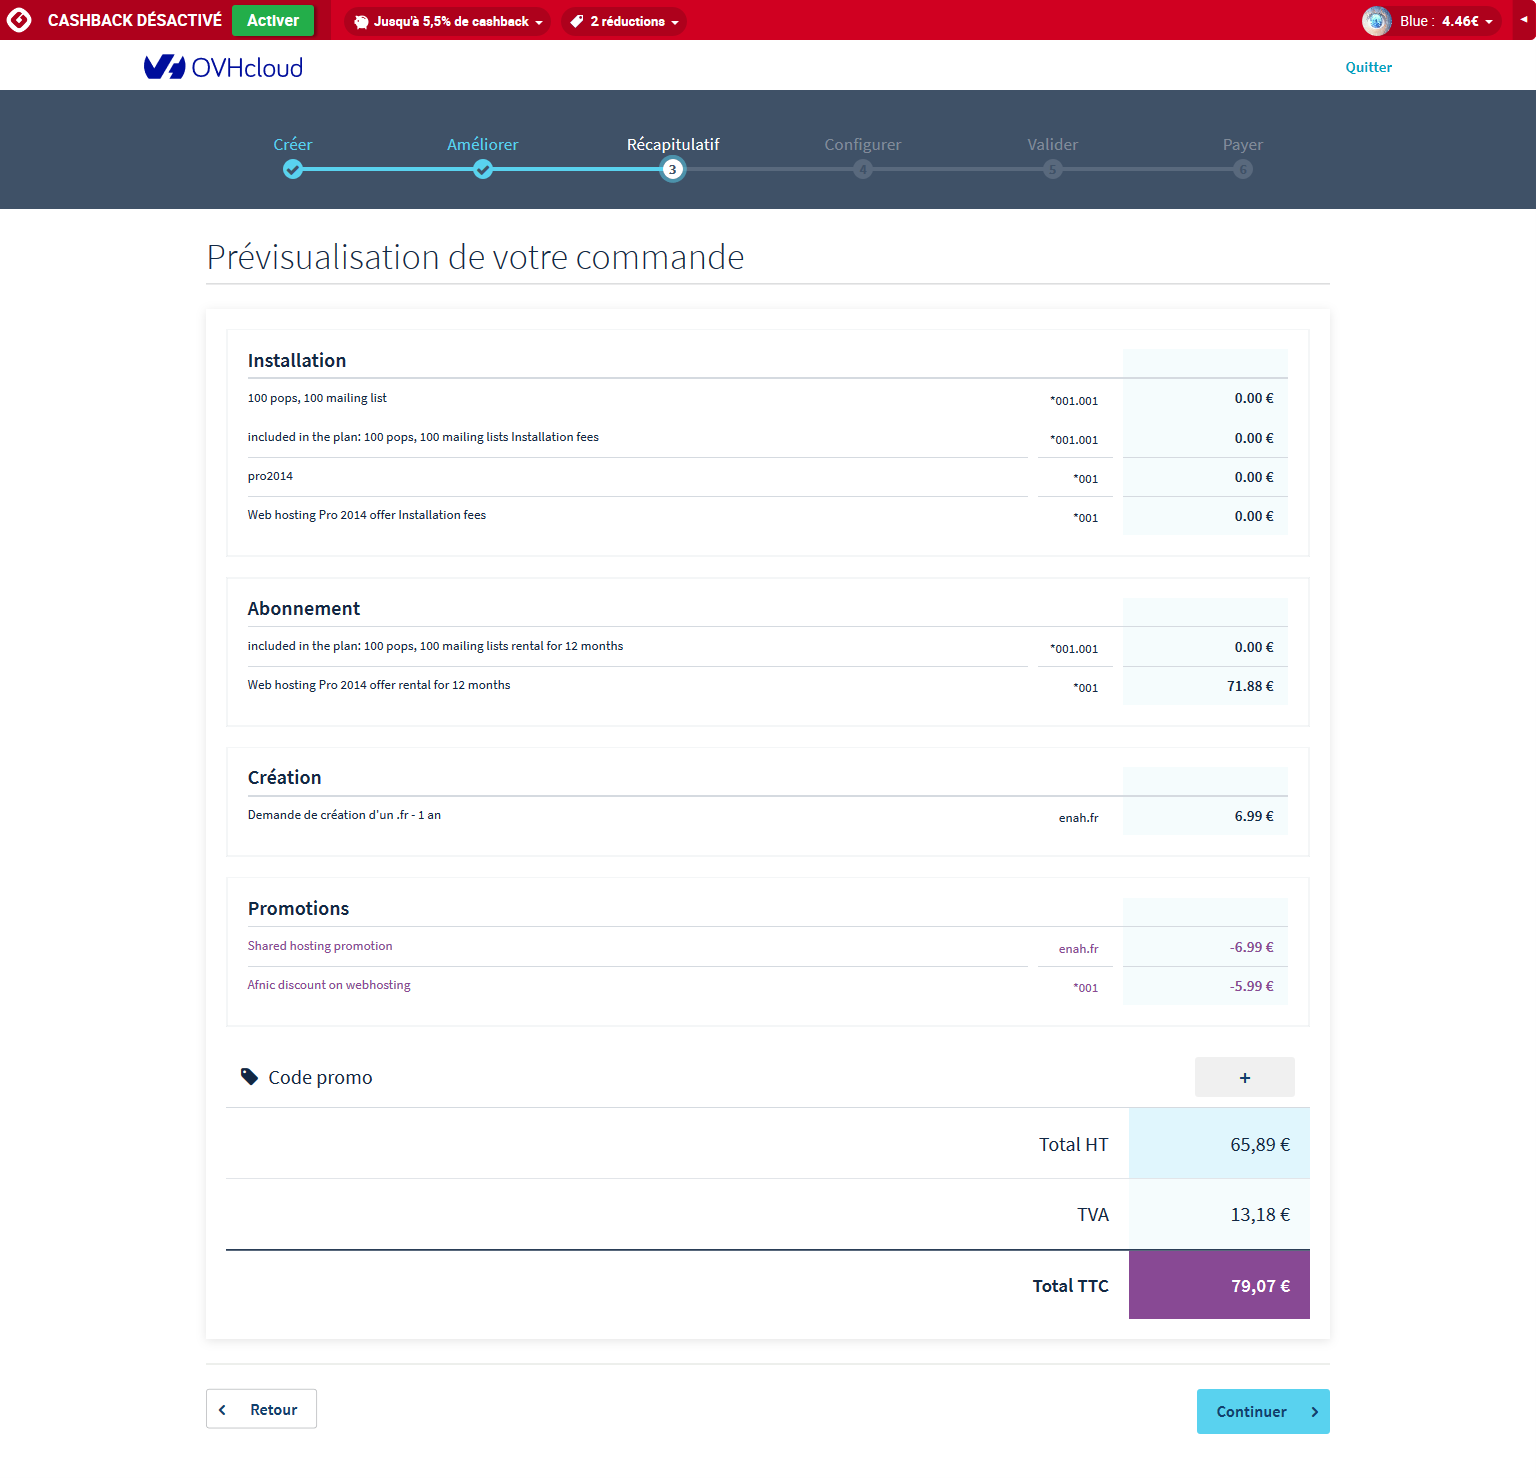 CASHBACK DÉSACTIVÉ Activer Jusqu'à 5,5% de cashback 2 réductions Blue : 4.46€
OVHcloud Quitter
Créer Améliorer Récapitulatif Configurer Valider Payer
3 4 5 6
Prévisualisation de votre commande
Installation
100 pops, 100 mailing list *001.001 0.00 €
included in the plan: 100 pops, 100 mailing lists Installation fees *001.001 0.00 €
pro2014 *001 0.00 €
Web hosting Pro 2014 offer Installation fees *001 0.00 €
Abonnement
included in the plan: 100 pops, 100 mailing lists rental for 12 months *001.001 0.00 €
Web hosting Pro 2014 offer rental for 12 months *001 71.88 €
Création
Demande de création d'un .fr - 1 an enah.fr 6.99 €
Promotions
Shared hosting promotion enah.fr -6.99 €
Afnic discount on webhosting *001 -5.99 €
Code promo +
Total HT 65,89 €
TVA 13,18 €
Total TTC 79,07 €
Retour Continuer